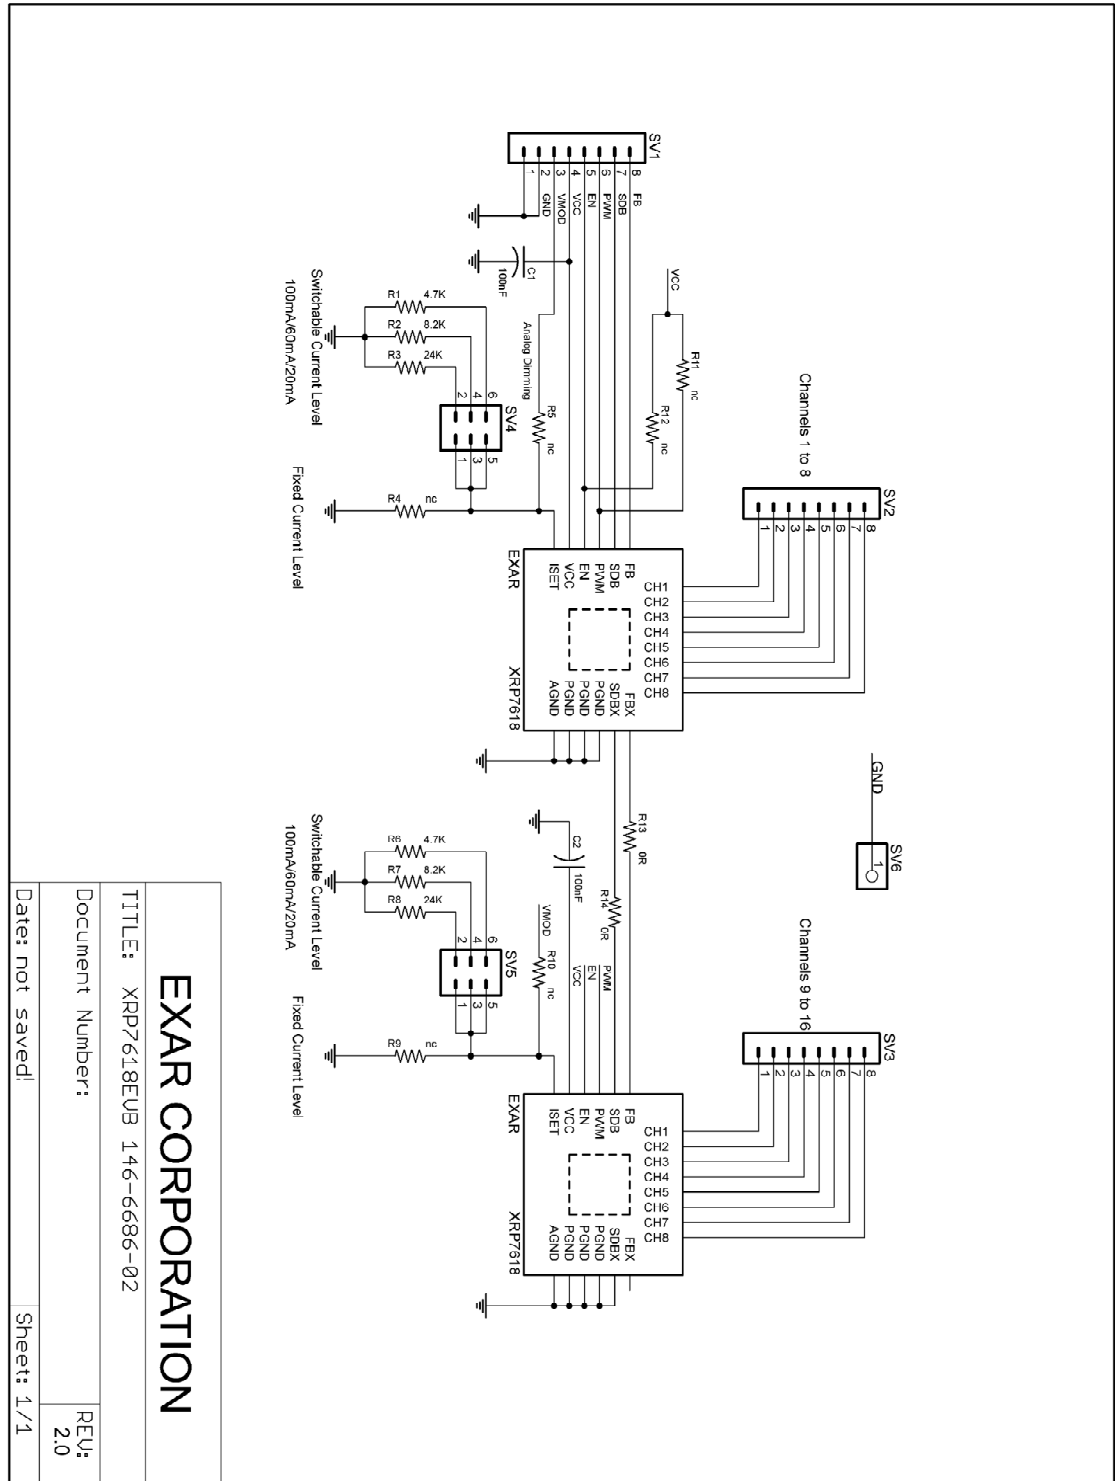 SV1
1
2
3
4
5
6
7
8
GND
VMOD
VCC
EN
PWM
SDB
FB
C1
100nF
VCC
R11
nc
R12
nc
Analog Dimming
R5
nc
R1 4.7K
R2 8.2K
R3 24K
Switchable Current Level
100mA/60mA/20mA
SV4
2 4 6
1 3 5
R4 nc
Fixed Current Level
Channels 1 to 8
SV2
1
2
3
4
5
6
7
8
CH1
CH2
CH3
CH4
CH5
CH6
CH7
CH8
FB
SDB
PWM
EN
VCC
ISET
FBX
SDBX
PGND
PGND
PGND
AGND
EXAR
XRP7618
GND
SV6
1
R13
0R
R14
0R
C2
100nF
R6 4.7K
R7 8.2K
R8 24K
Switchable Current Level
100mA/60mA/20mA
SV5
2 4 6
1 3 5
VMOD
R10
nc
PWM
EN
VCC
R9 nc
Fixed Current Level
Channels 9 to 16
SV3
1
2
3
4
5
6
7
8
CH1
CH2
CH3
CH4
CH5
CH6
CH7
CH8
FB
SDB
PWM
EN
VCC
ISET
FBX
SDBX
PGND
PGND
PGND
AGND
EXAR
XRP7618
EXAR CORPORATION
TITLE: XRP7618EVB 146-6686-02
Document Number:
REV:
2.0
Date: not saved!
Sheet: 1/1